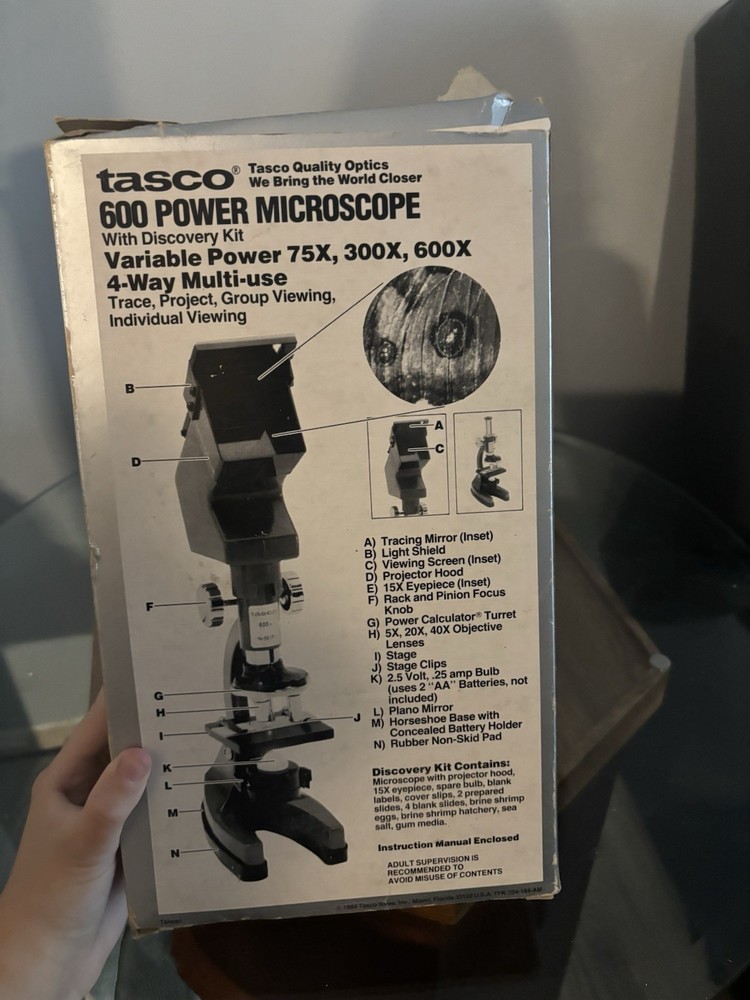 tasco® Tasco Quality Optics
We Bring the World Closer
600 POWER MICROSCOPE
With Discovery Kit
Variable Power 75X, 300X, 600X
4-Way Multi-use
Trace, Project, Group Viewing,
Individual Viewing
B
D
A
C
F
G
H
I
J
K
L
M
N
A) Tracing Mirror (Inset)
B) Light Shield
C) Viewing Screen (Inset)
D) Projector Hood
E) 15X Eyepiece (Inset)
F) Rack and Pinion Focus
Knob
G) Power Calculator® Turret
H) 5X, 20X, 40X Objective
Lenses
I) Stage
J) Stage Clips
K) 2.5 Volt, .25 amp Bulb
(uses 2 "AA" Batteries, not
included)
L) Plano Mirror
M) Horseshoe Base with
Concealed Battery Holder
N) Rubber Non-Skid Pad
Discovery Kit Contains:
Microscope with projector hood,
15X eyepiece, spare bulb, blank
labels, cover slips, 2 prepared
slides, 4 blank slides, brine shrimp
eggs, brine shrimp hatchery, sea
salt, gum media.
Instruction Manual Enclosed
ADULT SUPERVISION IS
RECOMMENDED TO
AVOID MISUSE OF CONTENTS
© 1984 Tasco Sales, Inc., Miami, Florida U.S.A.